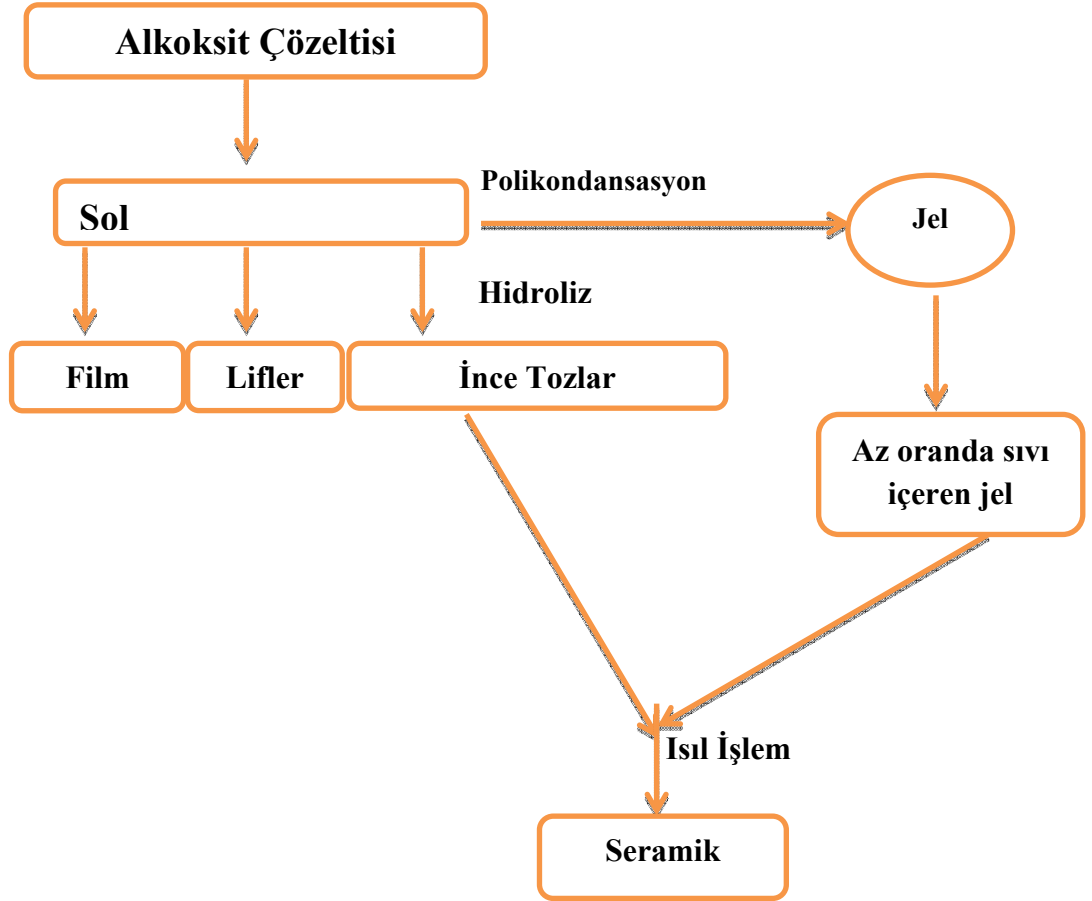 Alkoksit Çözeltisi
Polikondansasyon
Sol
Jel
Hidroliz
Film
Lifler
İnce Tozlar
Az oranda sıvı
içeren jel
Isıl İşlem
Seramik